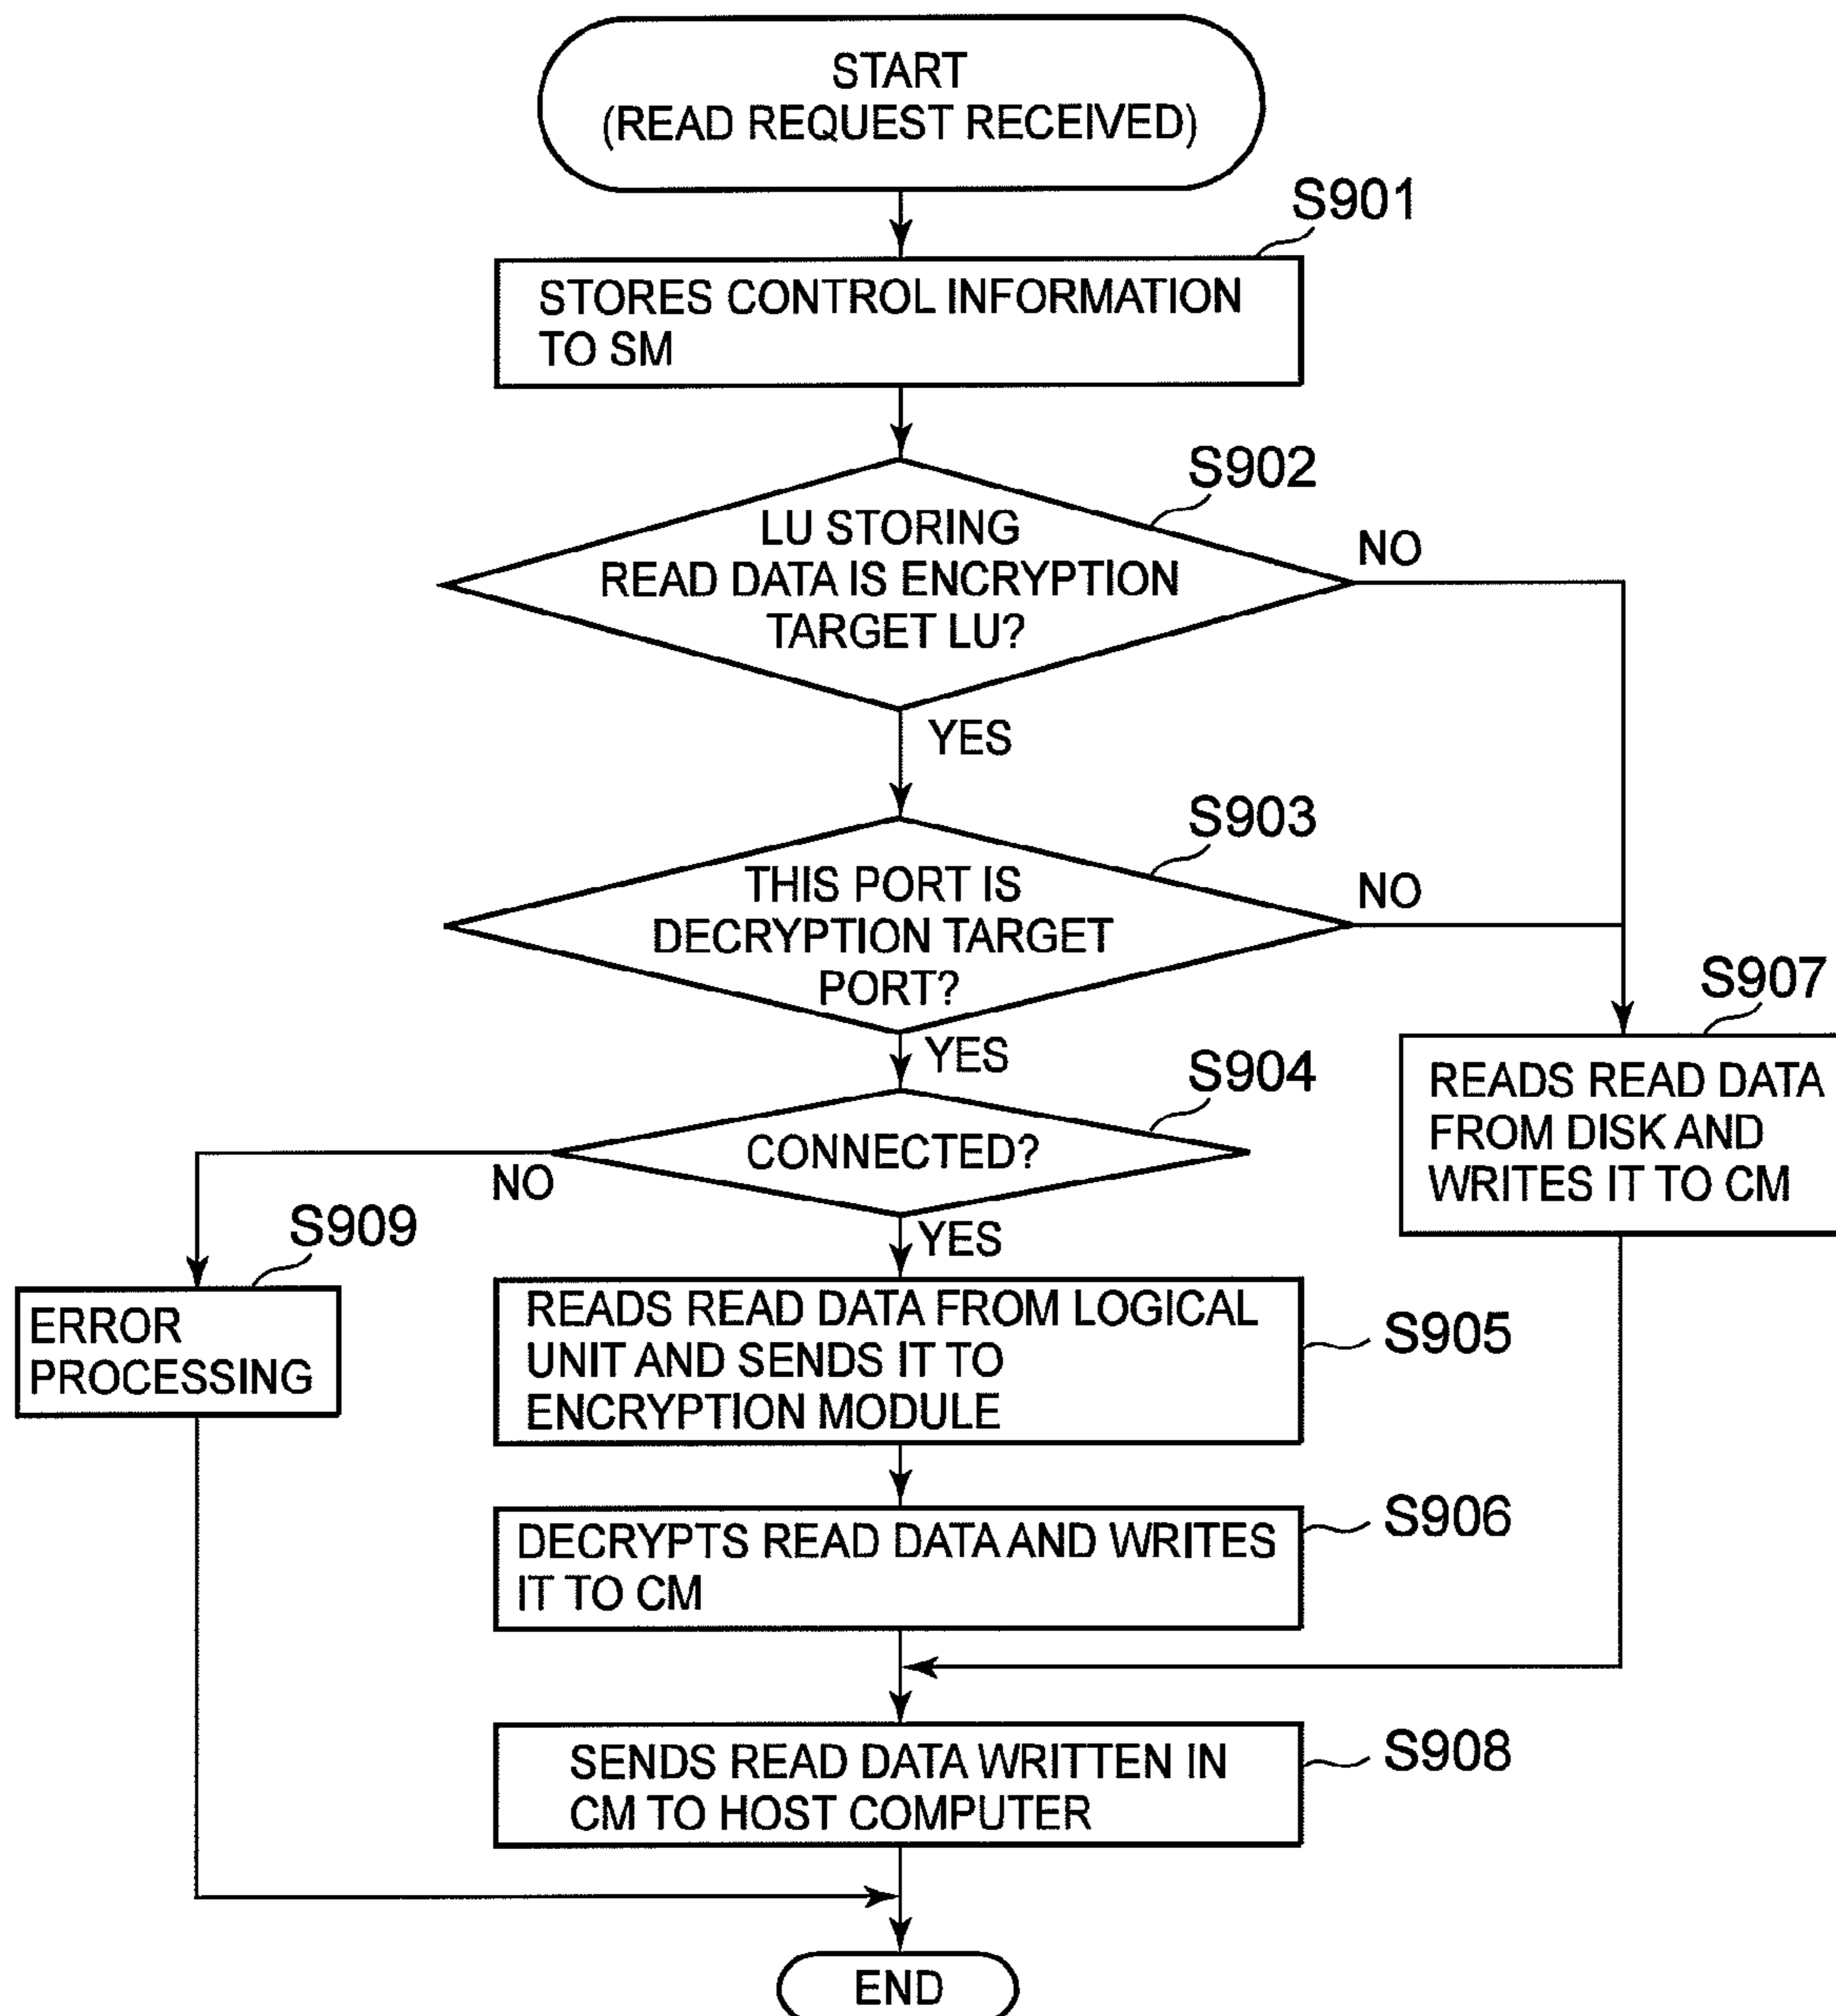 START
(READ REQUEST RECEIVED)
S901
STORES CONTROL INFORMATION
TO SM
S902
LU STORING
READ DATA IS ENCRYPTION
TARGET LU?
NO
YES
S903
THIS PORT IS
DECRYPTION TARGET
PORT?
NO
YES
S907
READS READ DATA
FROM DISK AND
WRITES IT TO CM
S904
CONNECTED?
NO
YES
S909
ERROR
PROCESSING
S905
READS READ DATA FROM LOGICAL
UNIT AND SENDS IT TO
ENCRYPTION MODULE
S906
DECRYPTS READ DATA AND WRITES
IT TO CM
S908
SENDS READ DATA WRITTEN IN
CM TO HOST COMPUTER
END